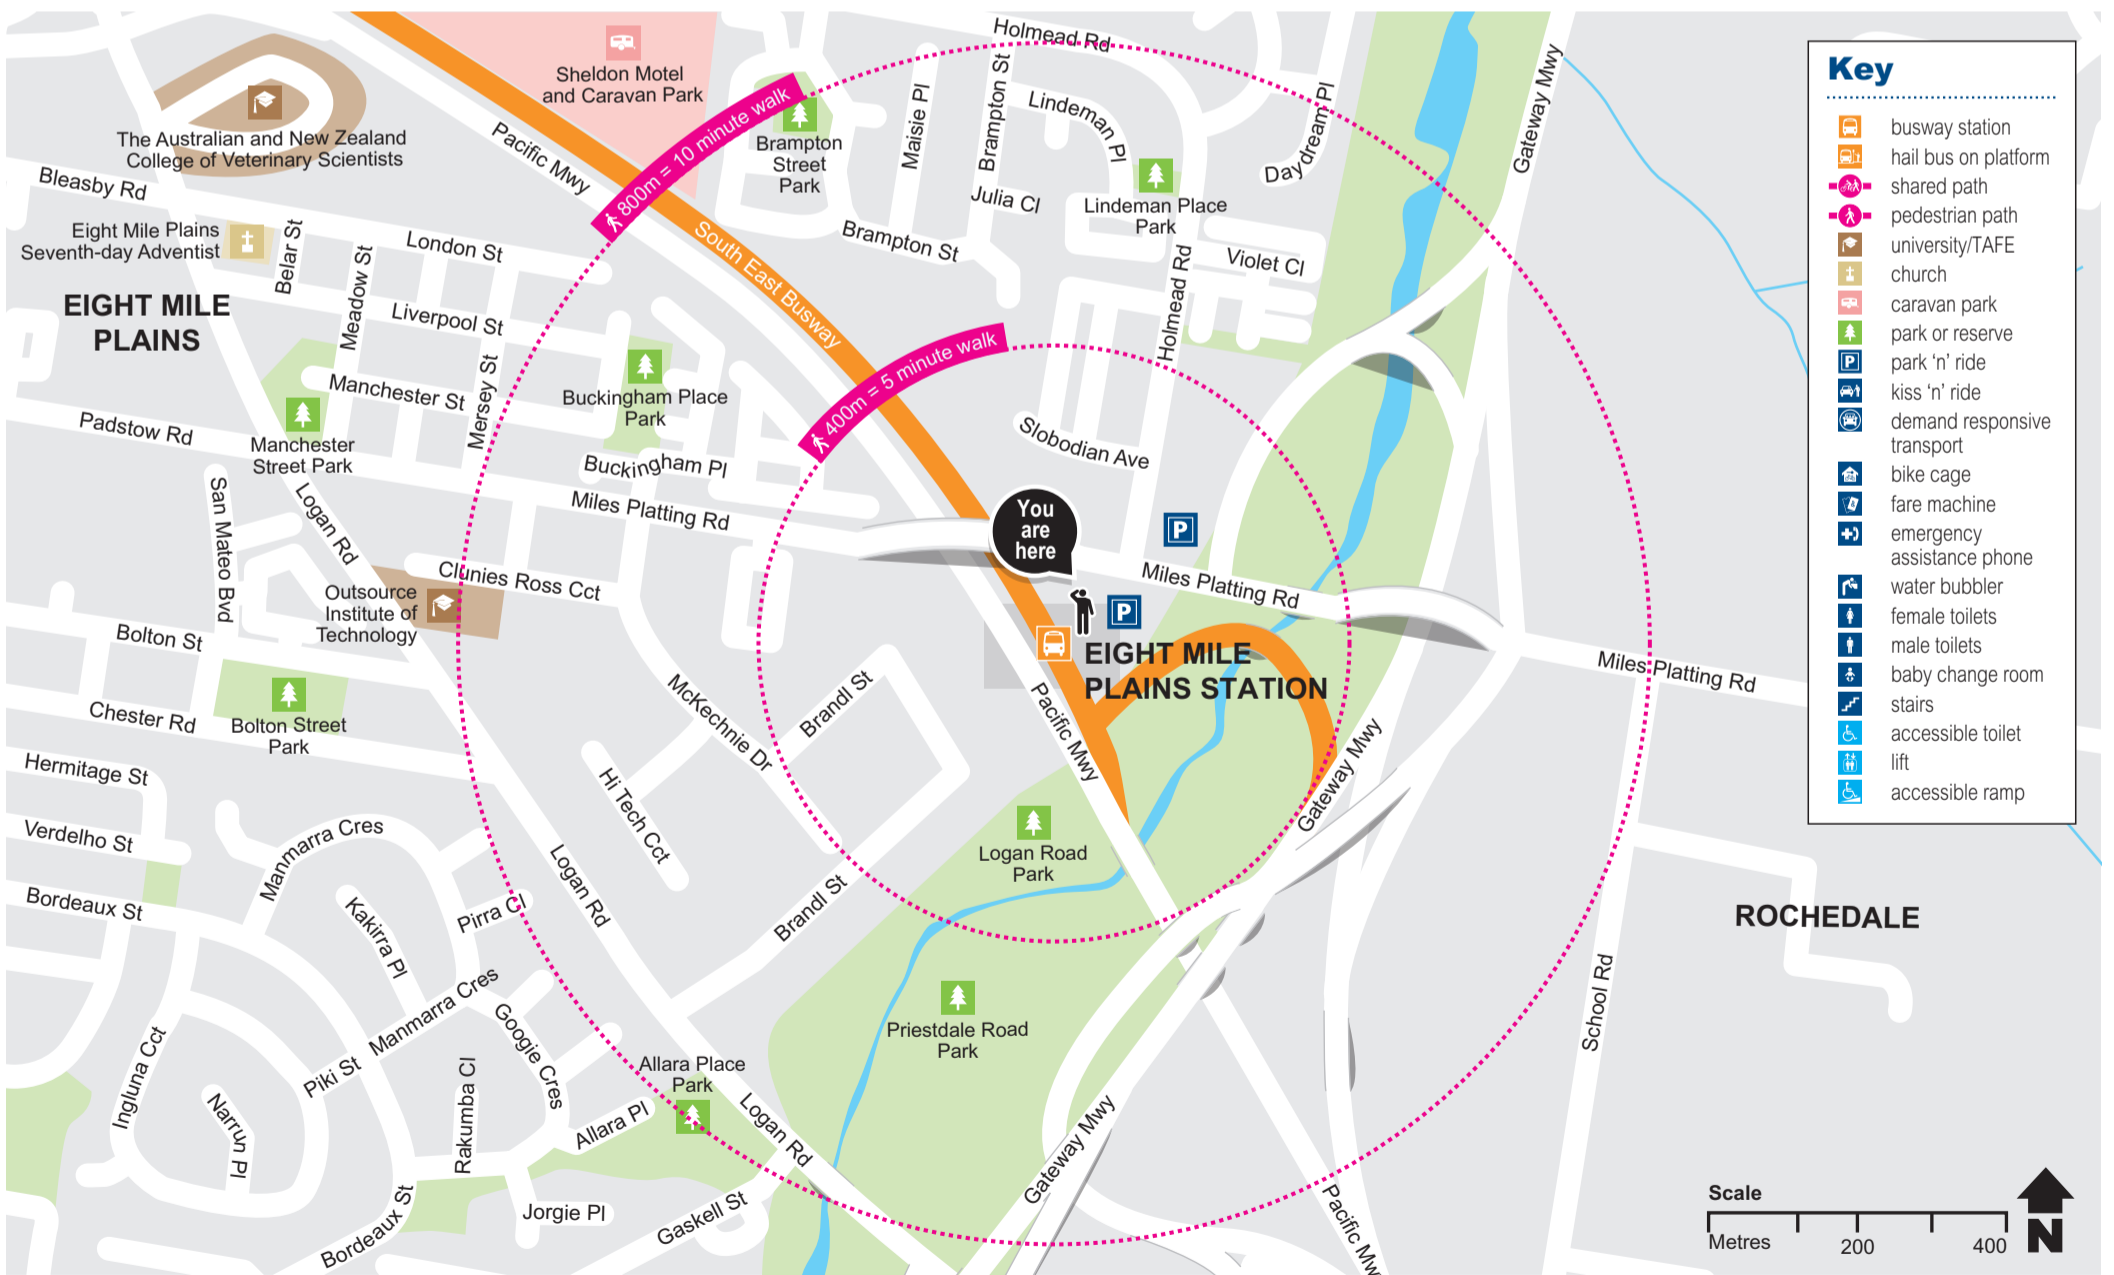 Holmead Rd
Sheldon Motel
and Caravan Park
800m = 10 minute walk
The Australian and New Zealand
College of Veterinary Scientists
Pacific Mwy
Brampton
Street
Park
Maisie Pl
Brampton St
Lindeman Pl
Daydream Pl
Gateway Mwy
Bleasby Rd
Julia Cl
Lindeman Place
Park
Eight Mile Plains
Seventh-day Adventist
Belar St
Meadow St
London St
South East Busway
Brampton St
Holmead Rd
Violet Cl
EIGHT MILE
PLAINS
Liverpool St
Mersey St
400m = 5 minute walk
Manchester St
Buckingham Place
Park
Padstow Rd
Manchester
Street Park
Buckingham Pl
Slobodian Ave
San Mateo Bvd
Logan Rd
Miles Platting Rd
You
are
here
P
Clunies Ross Cct
Miles Platting Rd
Outsource
Institute of
Technology
P
Bolton St
EIGHT MILE
PLAINS STATION
Miles Platting Rd
Chester Rd
Bolton Street
Park
McKechnie Dr
Brandl St
Pacific Mwy
Gateway Mwy
Hermitage St
Hi Tech Cct
Verdelho St
Manmarra Cres
Logan Road
Park
Bordeaux St
Kakirra Pl
Pirra Cl
Logan Rd
Brandl St
ROCHEDALE
Manmarra Cres
Googie Cres
Priestdale Road
Park
School Rd
Ingluna Cct
Piki St
Narrun Pl
Rakumba Cl
Allara Place
Park
Allara Pl
Logan Rd
Gateway Mwy
Bordeaux St
Jorgie Pl
Gaskell St
Pacific Mw
Key
busway station
hail bus on platform
shared path
pedestrian path
university/TAFE
church
caravan park
park or reserve
P park 'n' ride
kiss 'n' ride
demand responsive
transport
bike cage
fare machine
emergency
assistance phone
water bubbler
female toilets
male toilets
baby change room
stairs
accessible toilet
lift
accessible ramp
Scale
Metres 200 400
N